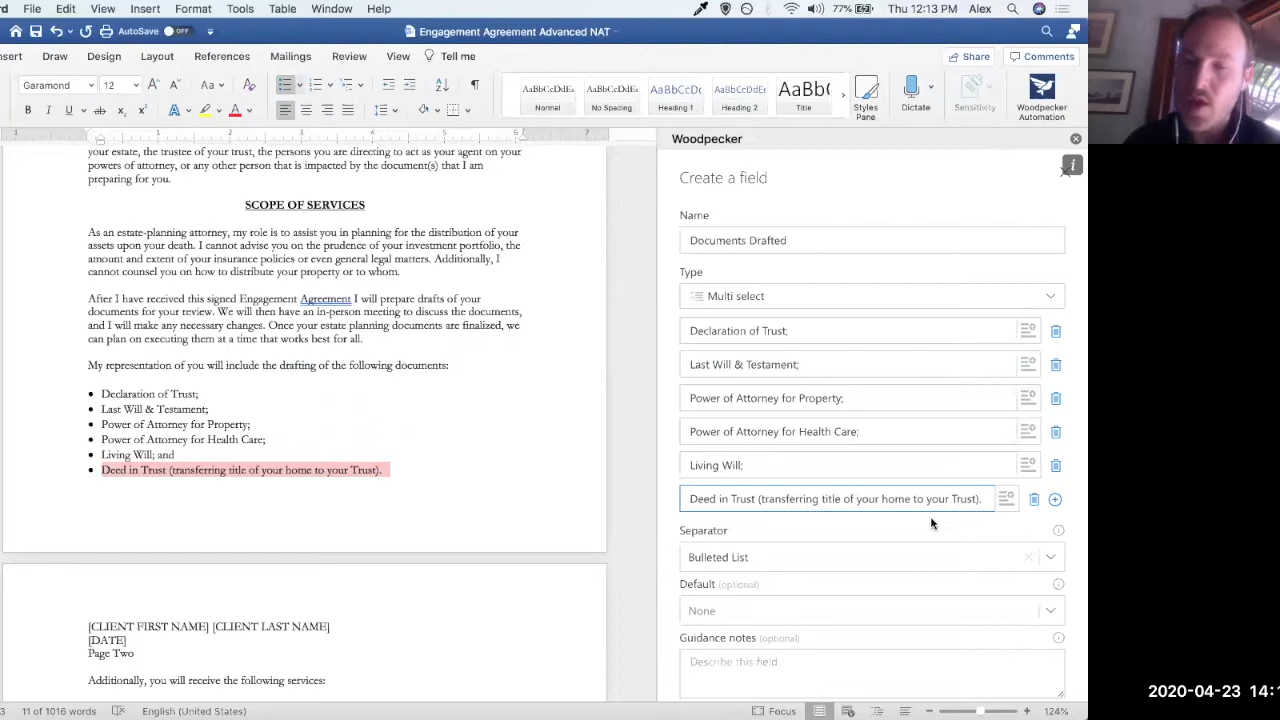 File Edit View Insert Format Tools Table Window Help 77% Thu 12:13 PM Alex
AutoSave OFF Engagement Agreement Advanced NAT
Insert Draw Design Layout References Mailings Review View Tell me Share Comments
Garamond 12 Aa AaBbCcDdEe AaBbCcDdEe AaBbCcDdE AaBbCcDdEe AaBb( Styles Pane Dictate Sensitivity Woodpecker Automation
B I U ab x₂ x² A A Normal No Spacing Heading 1 Heading 2 Title
1 1 2 3 4 5 6 7
Woodpecker
your estate, the trustee of your trust, the persons you are directing to act as your agent on your
powers of attorney, or any other person that is impacted by the document(s) that I am
preparing for you.
SCOPE OF SERVICES
As an estate-planning attorney, my role is to assist you in planning for the distribution of your
assets upon your death. I cannot advise you on the prudence of your investment portfolio, the
amount and extent of your insurance policies or even general legal matters. Additionally, I
cannot counsel you on how to distribute your property or to whom.
After I have received this signed Engagement Agreement I will prepare drafts of your
documents for your review. We will then have an in-person meeting to discuss the documents,
and I will make any necessary changes. Once your estate planning documents are finalized, we
can plan on executing them at a time that works best for all.
My representation of you will include the drafting of the following documents:
• Declaration of Trust;
• Last Will & Testament;
• Power of Attorney for Property;
• Power of Attorney for Health Care;
• Living Will; and
• Deed in Trust (transferring title of your home to your Trust).
[CLIENT FIRST NAME] [CLIENT LAST NAME]
[DATE]
Page Two
Additionally, you will receive the following services:
Create a field
Name
Documents Drafted
Type
Multi select
Declaration of Trust;
Last Will & Testament;
Power of Attorney for Property;
Power of Attorney for Health Care;
Living Will;
Deed in Trust (transferring title of your home to your Trust).
Separator
Bulleted List
Default (optional)
None
Guidance notes (optional)
Describe this field
11 of 1016 words English (United States) Focus 124%
2020-04-23 14: